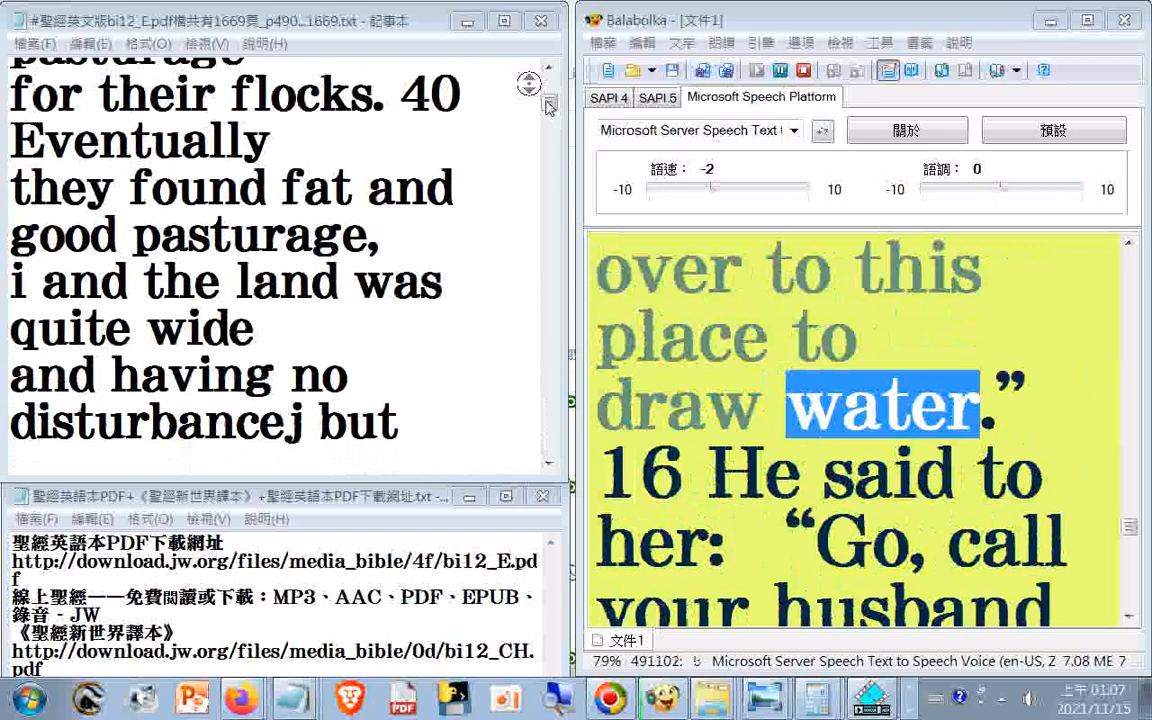 #聖經英文版bi12_E.pdf檔共有1669頁_p490...1669.txt - 記事本
檔案(F) 編輯(E) 格式(O) 檢視(V) 說明(H)
pasturage
for their flocks. 40
Eventually
they found fat and
good pasturage,
i and the land was
quite wide
and having no
disturbancej but
聖經英語本PDF+《聖經新世界譯本》+聖經英語本PDF下載網址.txt -...
檔案(F) 編輯(E) 格式(O) 檢視(V) 說明(H)
聖經英語本PDF下載網址
http://download.jw.org/files/media_bible/4f/bi12_E.pd
f
線上聖經——免費閱讀或下載：MP3、AAC、PDF、EPUB、
錄音 - JW
《聖經新世界譯本》
http://download.jw.org/files/media_bible/0d/bi12_CH.
pdf
Balabolka - [文件1]
檔案 編輯 文字 朗讀 引擎 選項 檢視 工具 書籤 說明
SAPI 4 SAPI 5 Microsoft Speech Platform
Microsoft Server Speech Text 關於 預設
語速： -2 語調： 0
-10 10 -10 10
over to this
place to
draw water.”
16 He said to
her: “Go, call
your husband
文件1
79% 491102: Microsoft Server Speech Text to Speech Voice (en-US, Z 7.08 ME 7
上午 01:07
2021/11/15